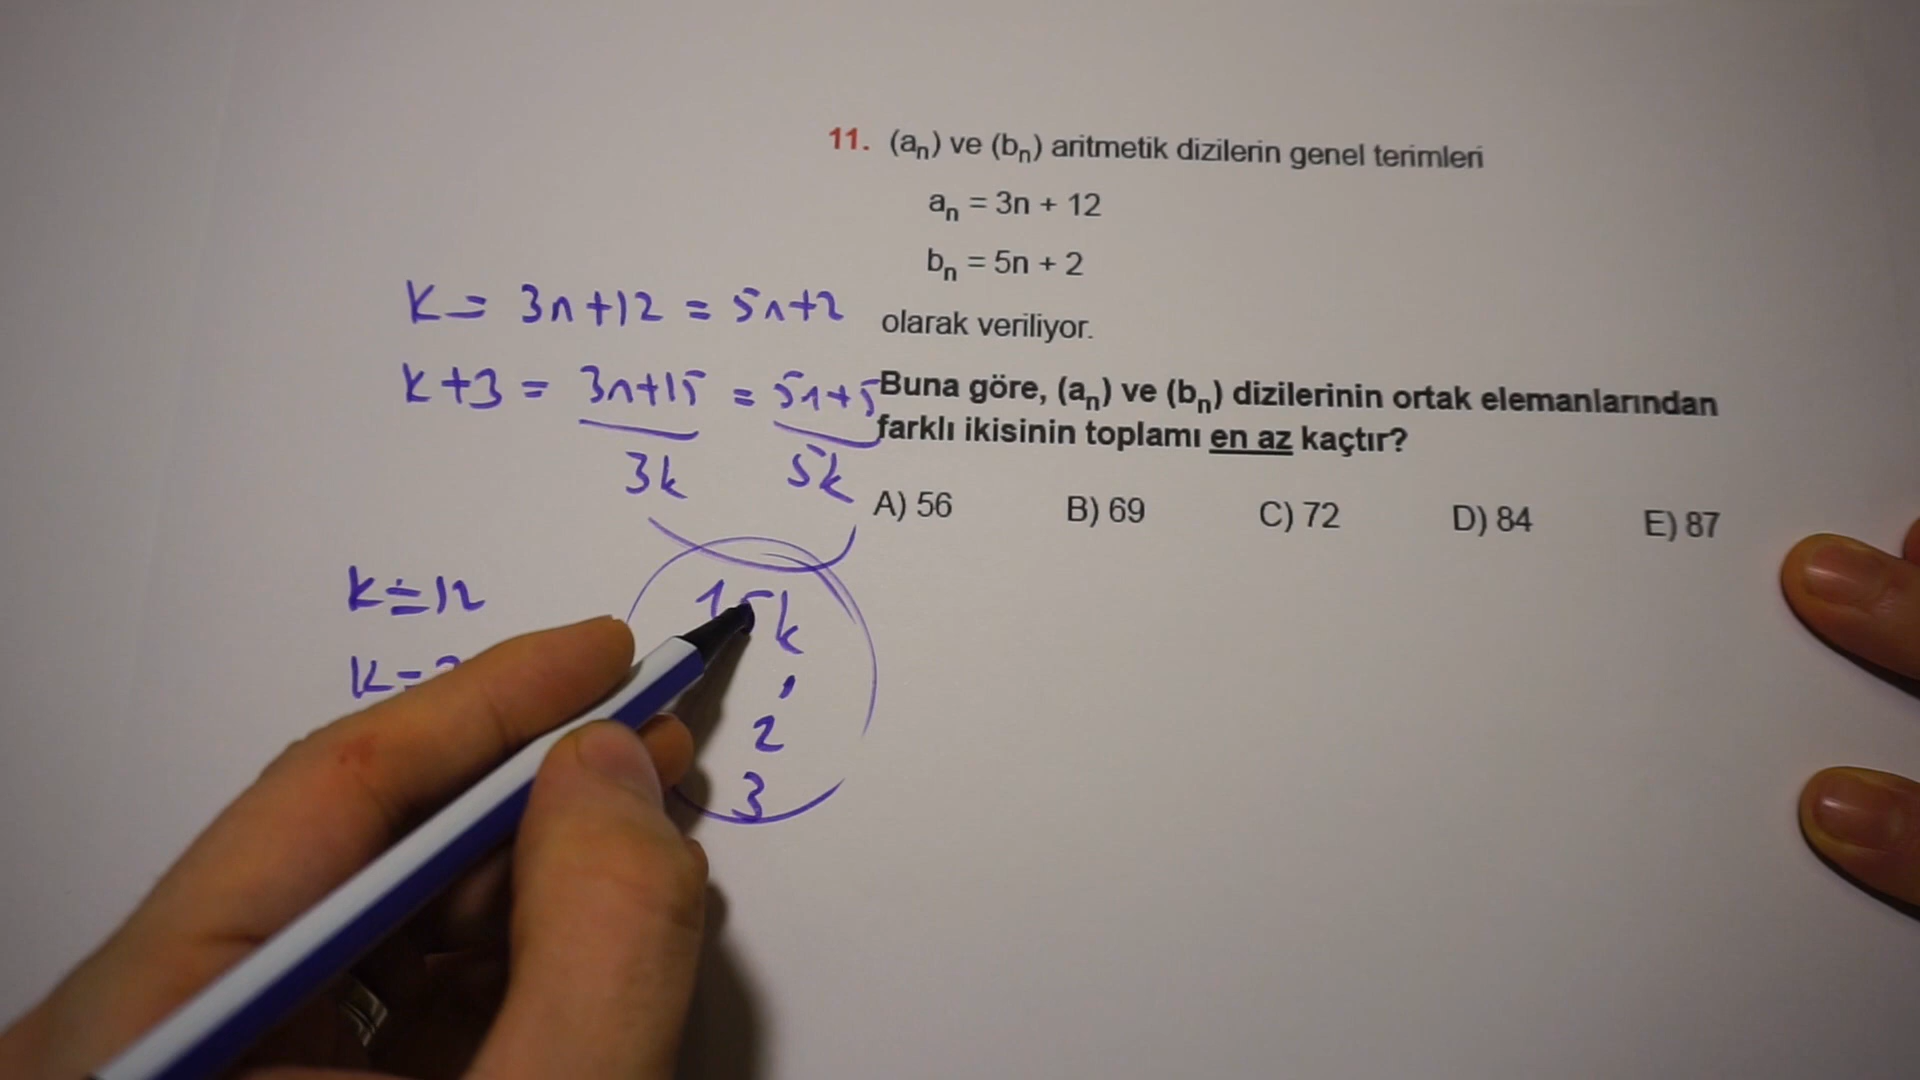 11. (an) ve (bn) aritmetik dizilerin genel terimleri
an = 3n + 12
bn = 5n + 2
olarak veriliyor.
Buna göre, (an) ve (bn) dizilerinin ortak elemanlarından
farklı ikisinin toplamı en az kaçtır?
A) 56 B) 69 C) 72 D) 84 E) 87
K = 3n+12 = 5n+2
K+3 = 3n+15 = 5n+5
3k 5k
15k
K=12
K=
2
3